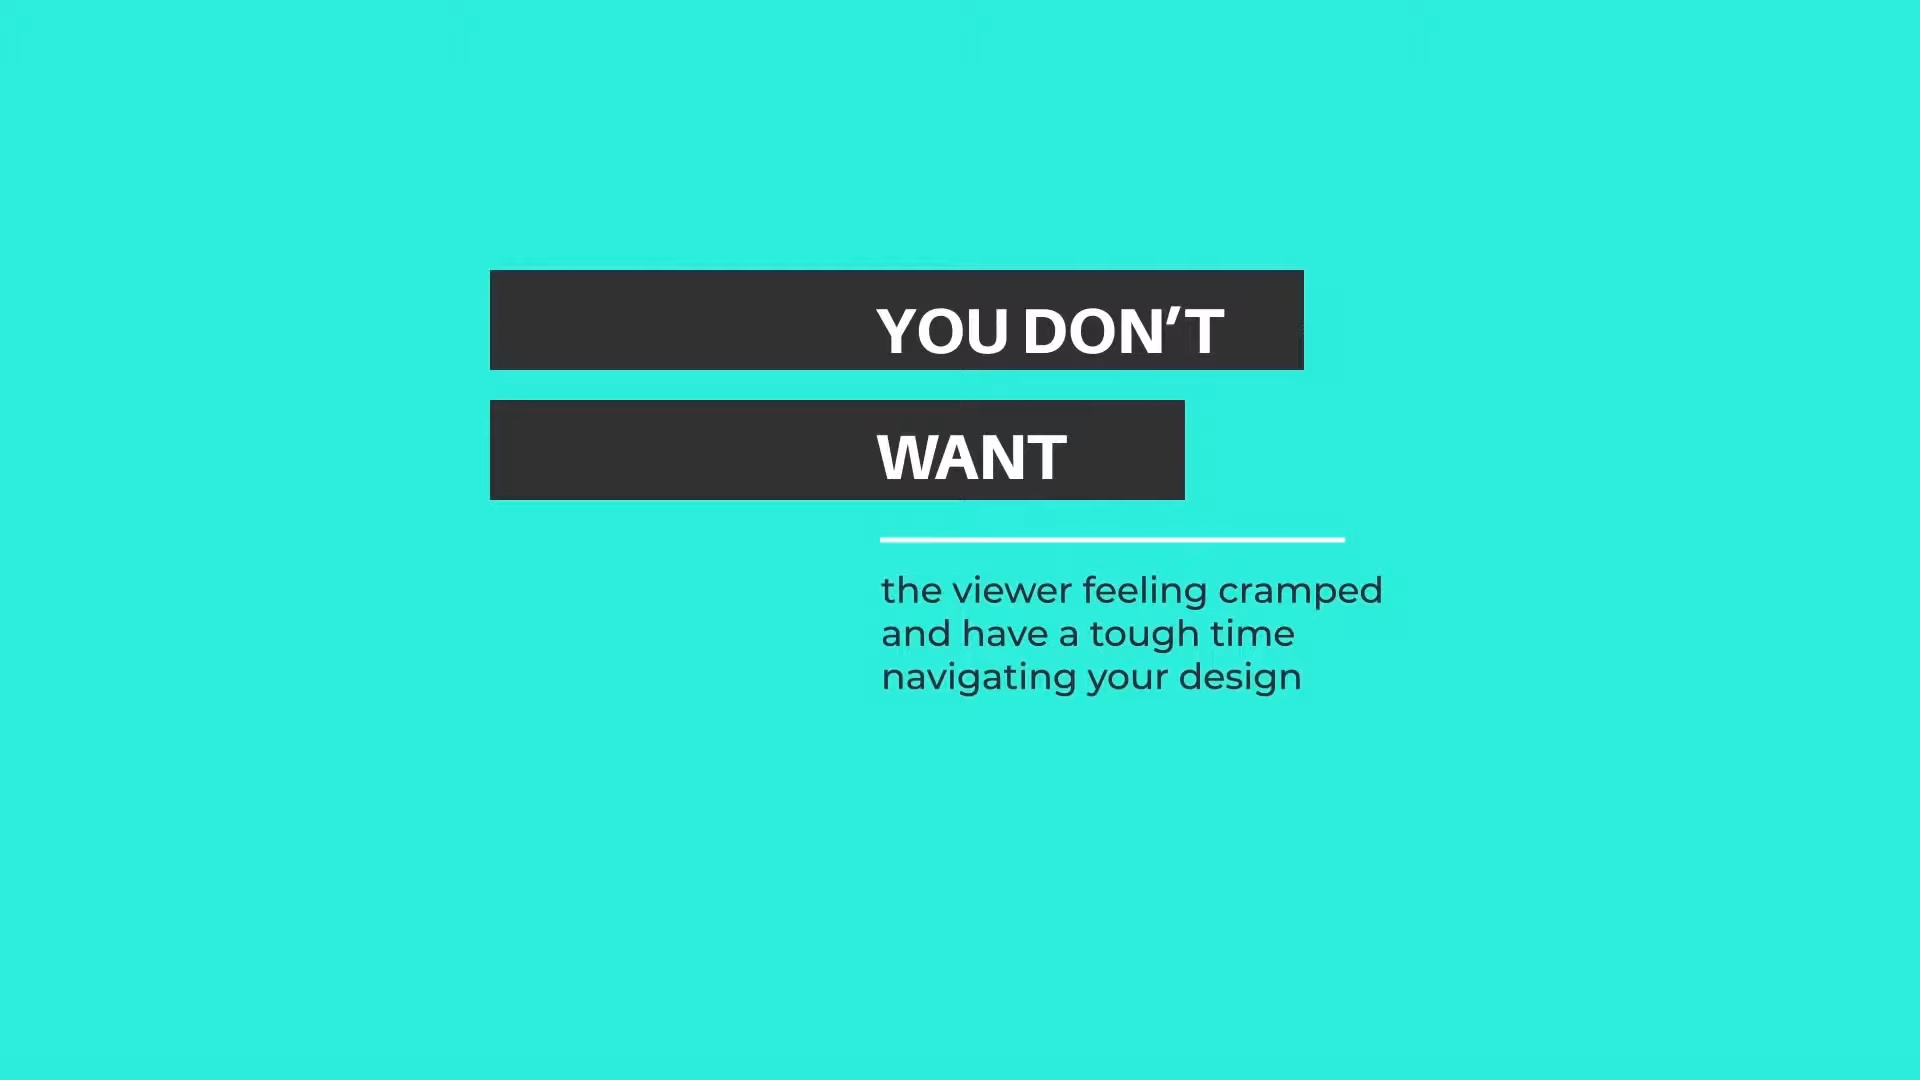 YOU DON’T
WANT
the viewer feeling cramped
and have a tough time
navigating your design